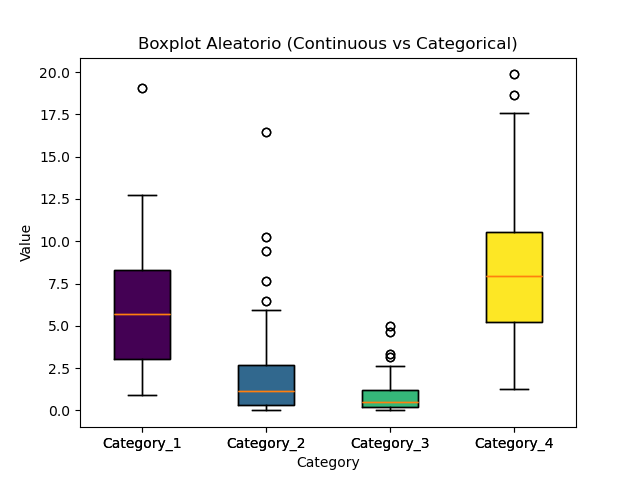 Boxplot Aleatorio (Continuous vs Categorical)
20.0
17.5
15.0
12.5
10.0
7.5
5.0
2.5
0.0
Value
Category_1 Category_2 Category_3 Category_4
Category